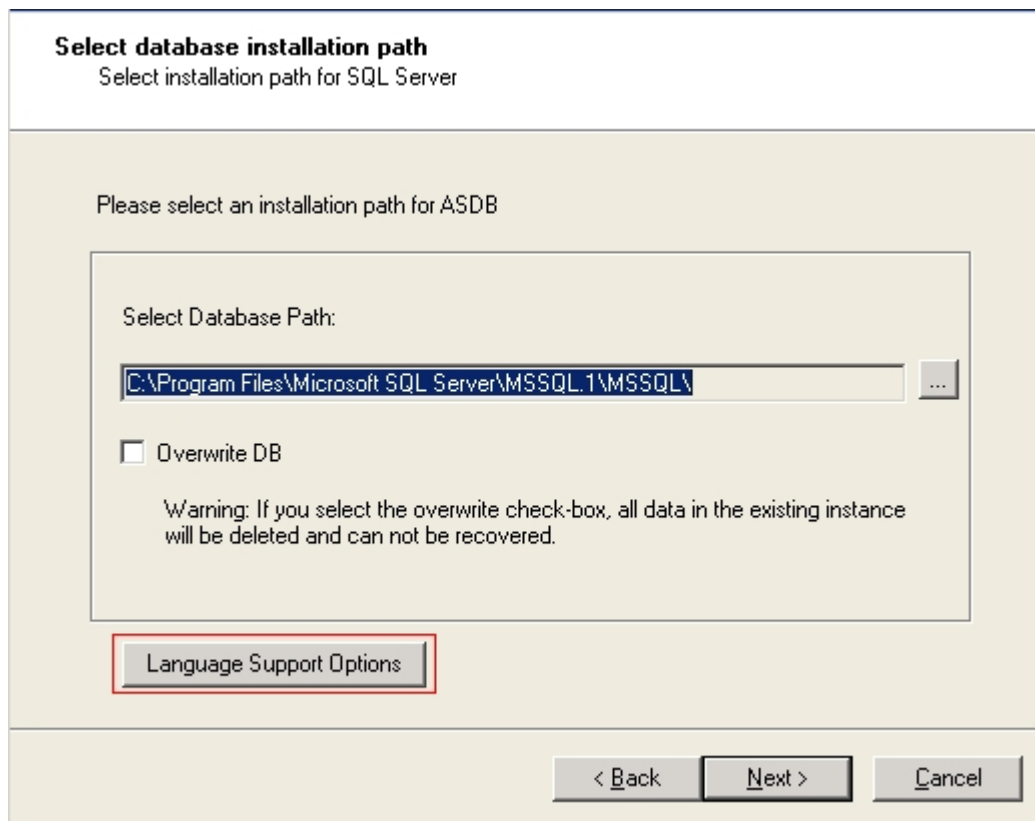 Select database installation path
Select installation path for SQL Server
Please select an installation path for ASDB
Select Database Path:
C:\Program Files\Microsoft SQL Server\MSSQL.1\MSSQL\
...
Overwrite DB
Warning: If you select the overwrite check-box, all data in the existing instance
will be deleted and can not be recovered.
Language Support Options
< Back
Next >
Cancel